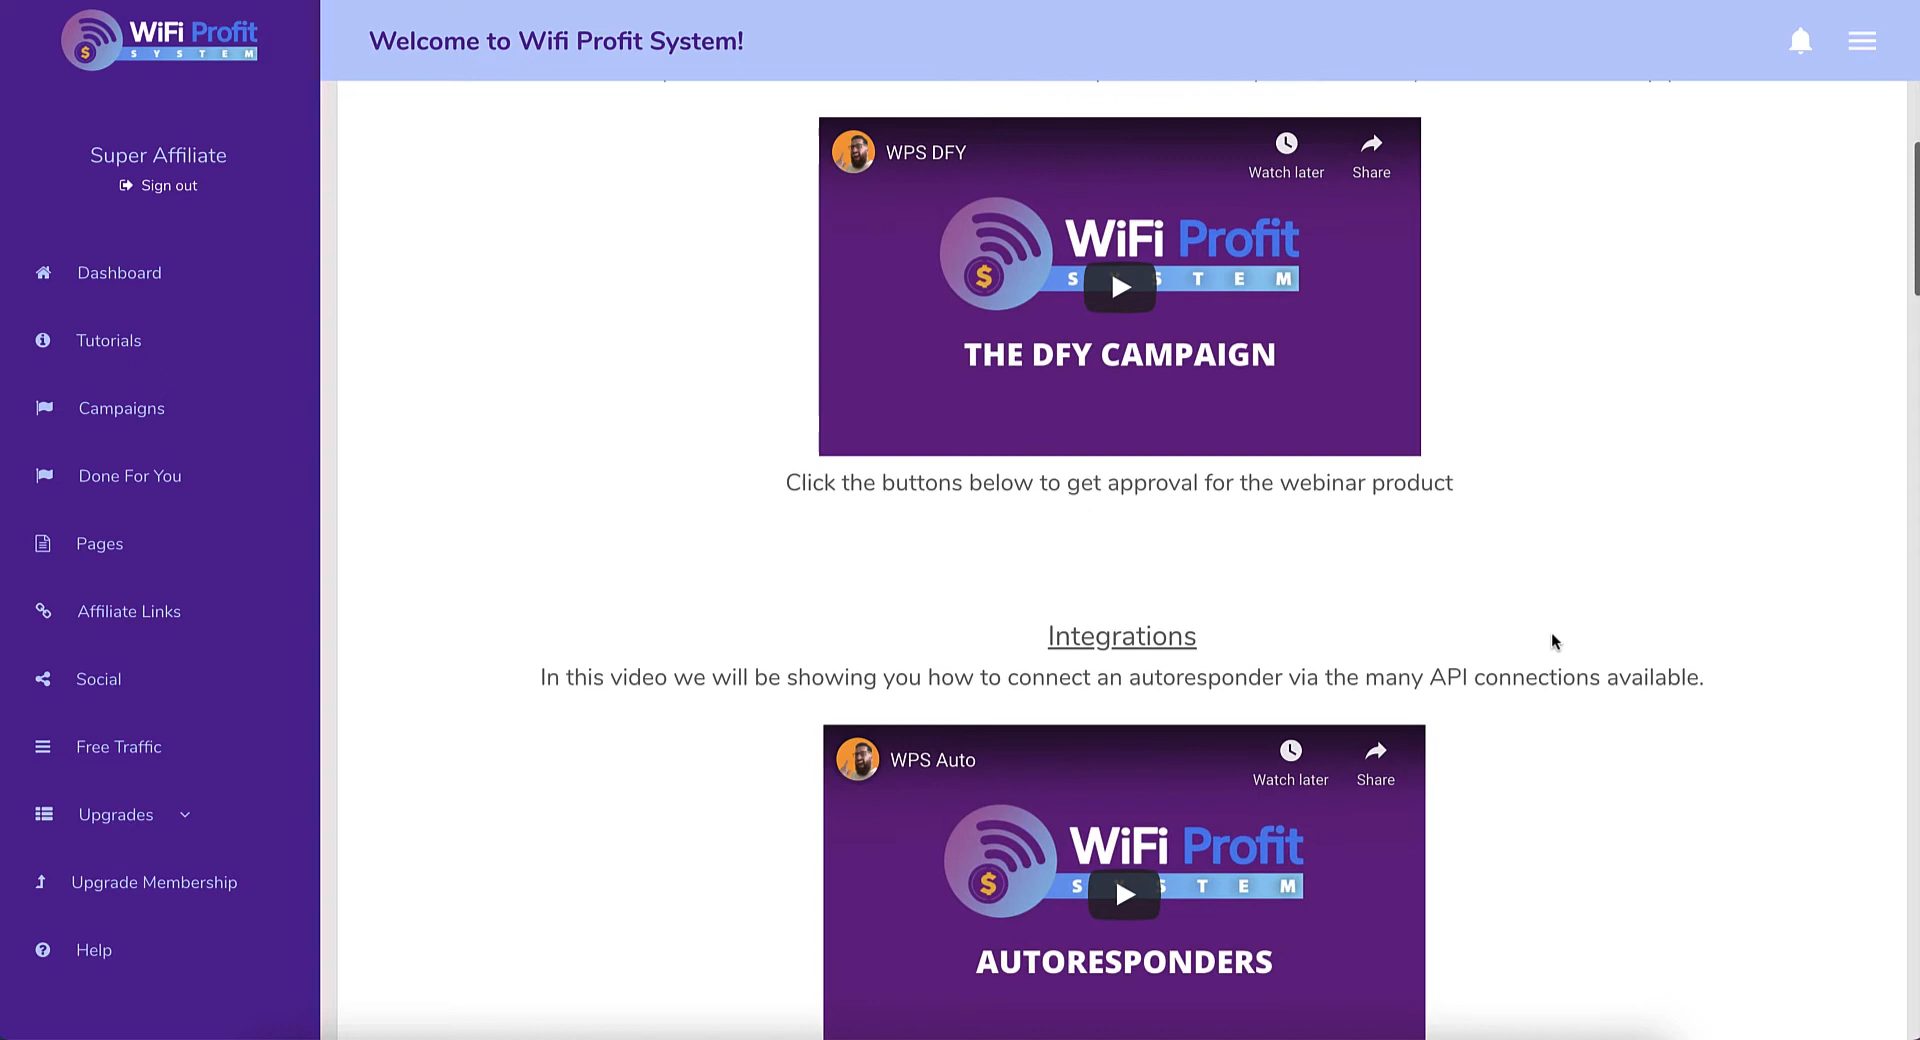 WiFi Profit
SYSTEM
Welcome to Wifi Profit System!
Super Affiliate
Sign out
Dashboard
Tutorials
Campaigns
Done For You
Pages
Affiliate Links
Social
Free Traffic
Upgrades
Upgrade Membership
Help
WPS DFY
Watch later
Share
WiFi Profit
S S T E M
THE DFY CAMPAIGN
Click the buttons below to get approval for the webinar product
Integrations
In this video we will be showing you how to connect an autoresponder via the many API connections available.
WPS Auto
Watch later
Share
WiFi Profit
S S T E M
AUTORESPONDERS